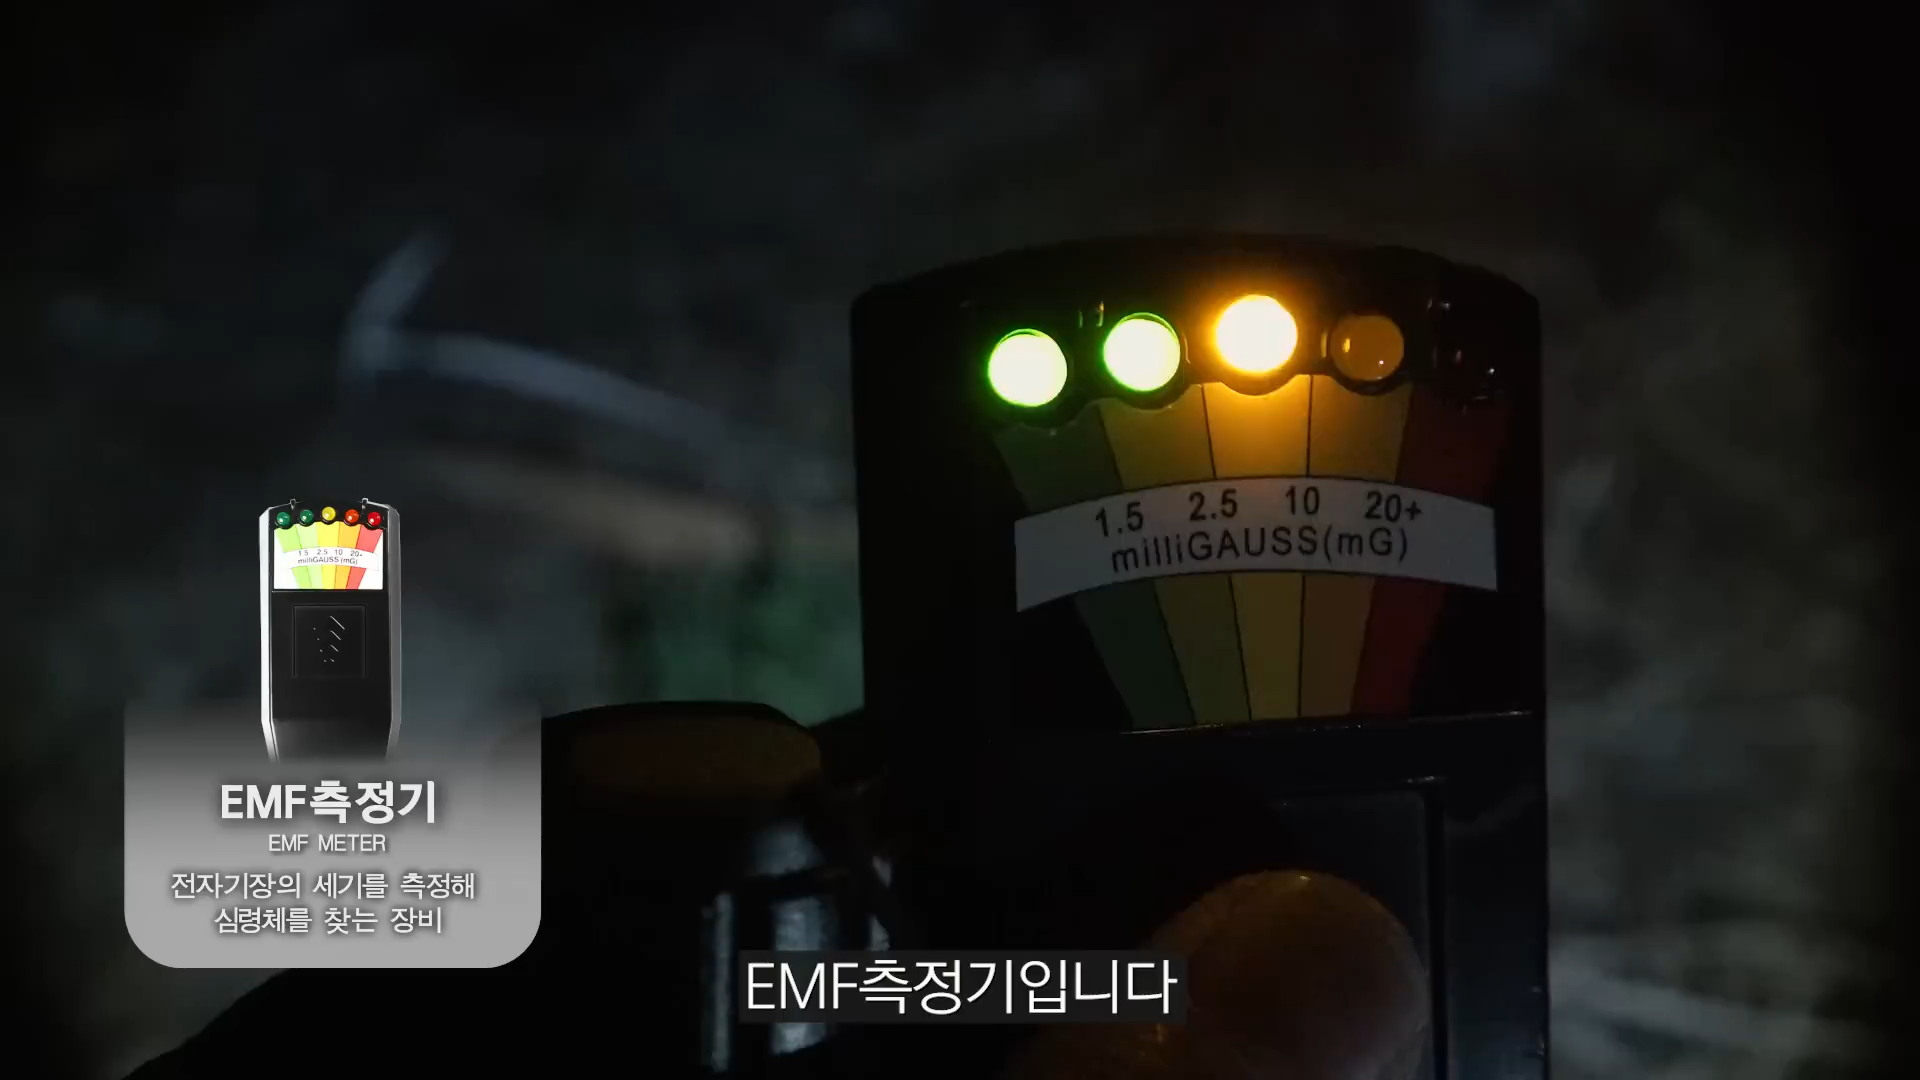 1.5 2.5 10 20+
milliGAUSS(mG)
1.5 2.5 10 20+
milliGAUSS(mG)
EMF측정기
EMF METER
전자기장의 세기를 측정해
심령체를 찾는 장비
EMF측정기입니다